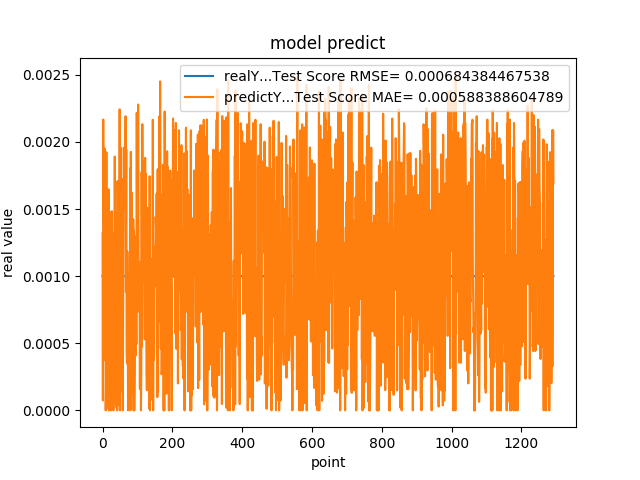 model predict
realY...Test Score RMSE= 0.000684384467538
predictY...Test Score MAE= 0.000588388604789
0.0025
0.0020
0.0015
0.0010
0.0005
0.0000
real value
0 200 400 600 800 1000 1200
point